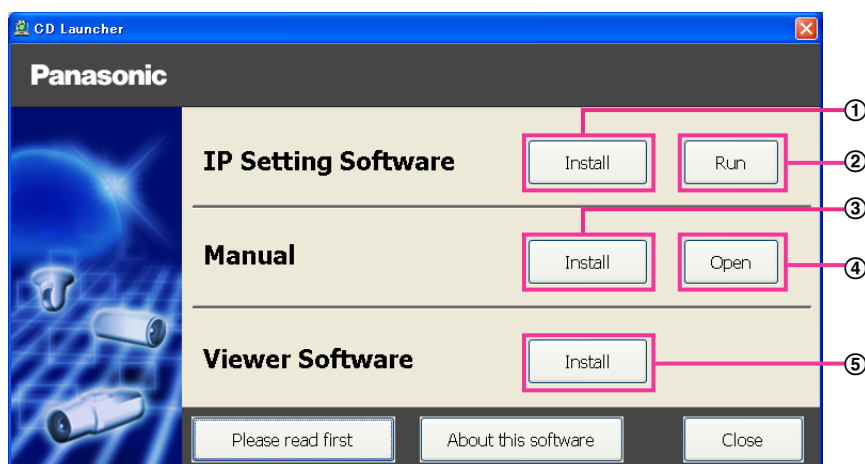 CD Launcher
Panasonic
①
IP Setting Software Install Run ②
③
Manual Install Open ④
Viewer Software Install ⑤
Please read first About this software Close